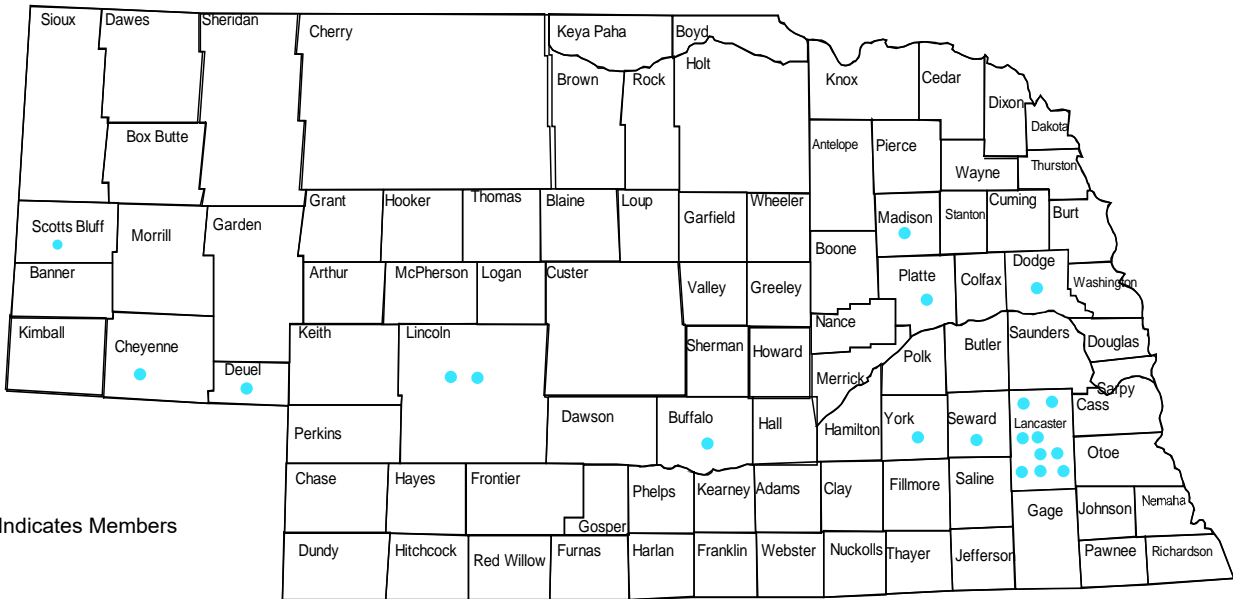 Sioux
Dawes
Sheridan
Cherry
Keya Paha
Boyd
Holt
Brown
Rock
Knox
Cedar
Dixon
Dakota
Box Butte
Antelope
Pierce
Wayne
Thurston
Scotts Bluff
Morrill
Garden
Grant
Hooker
Thomas
Blaine
Loup
Garfield
Wheeler
Madison
Stanton
Cuming
Burt
Banner
Arthur
McPherson
Logan
Custer
Valley
Greeley
Boone
Platte
Colfax
Dodge
Washington
Kimball
Cheyenne
Deuel
Keith
Lincoln
Sherman
Howard
Nance
Merrick
Polk
Butler
Saunders
Douglas
Sarpy
Perkins
Dawson
Buffalo
Hall
Hamilton
York
Seward
Lancaster
Cass
Otoe
Chase
Hayes
Frontier
Gosper
Phelps
Kearney
Adams
Clay
Fillmore
Saline
Gage
Johnson
Nemaha
Indicates Members
Dundy
Hitchcock
Red Willow
Furnas
Harlan
Franklin
Webster
Nuckolls
Thayer
Jefferson
Pawnee
Richardson